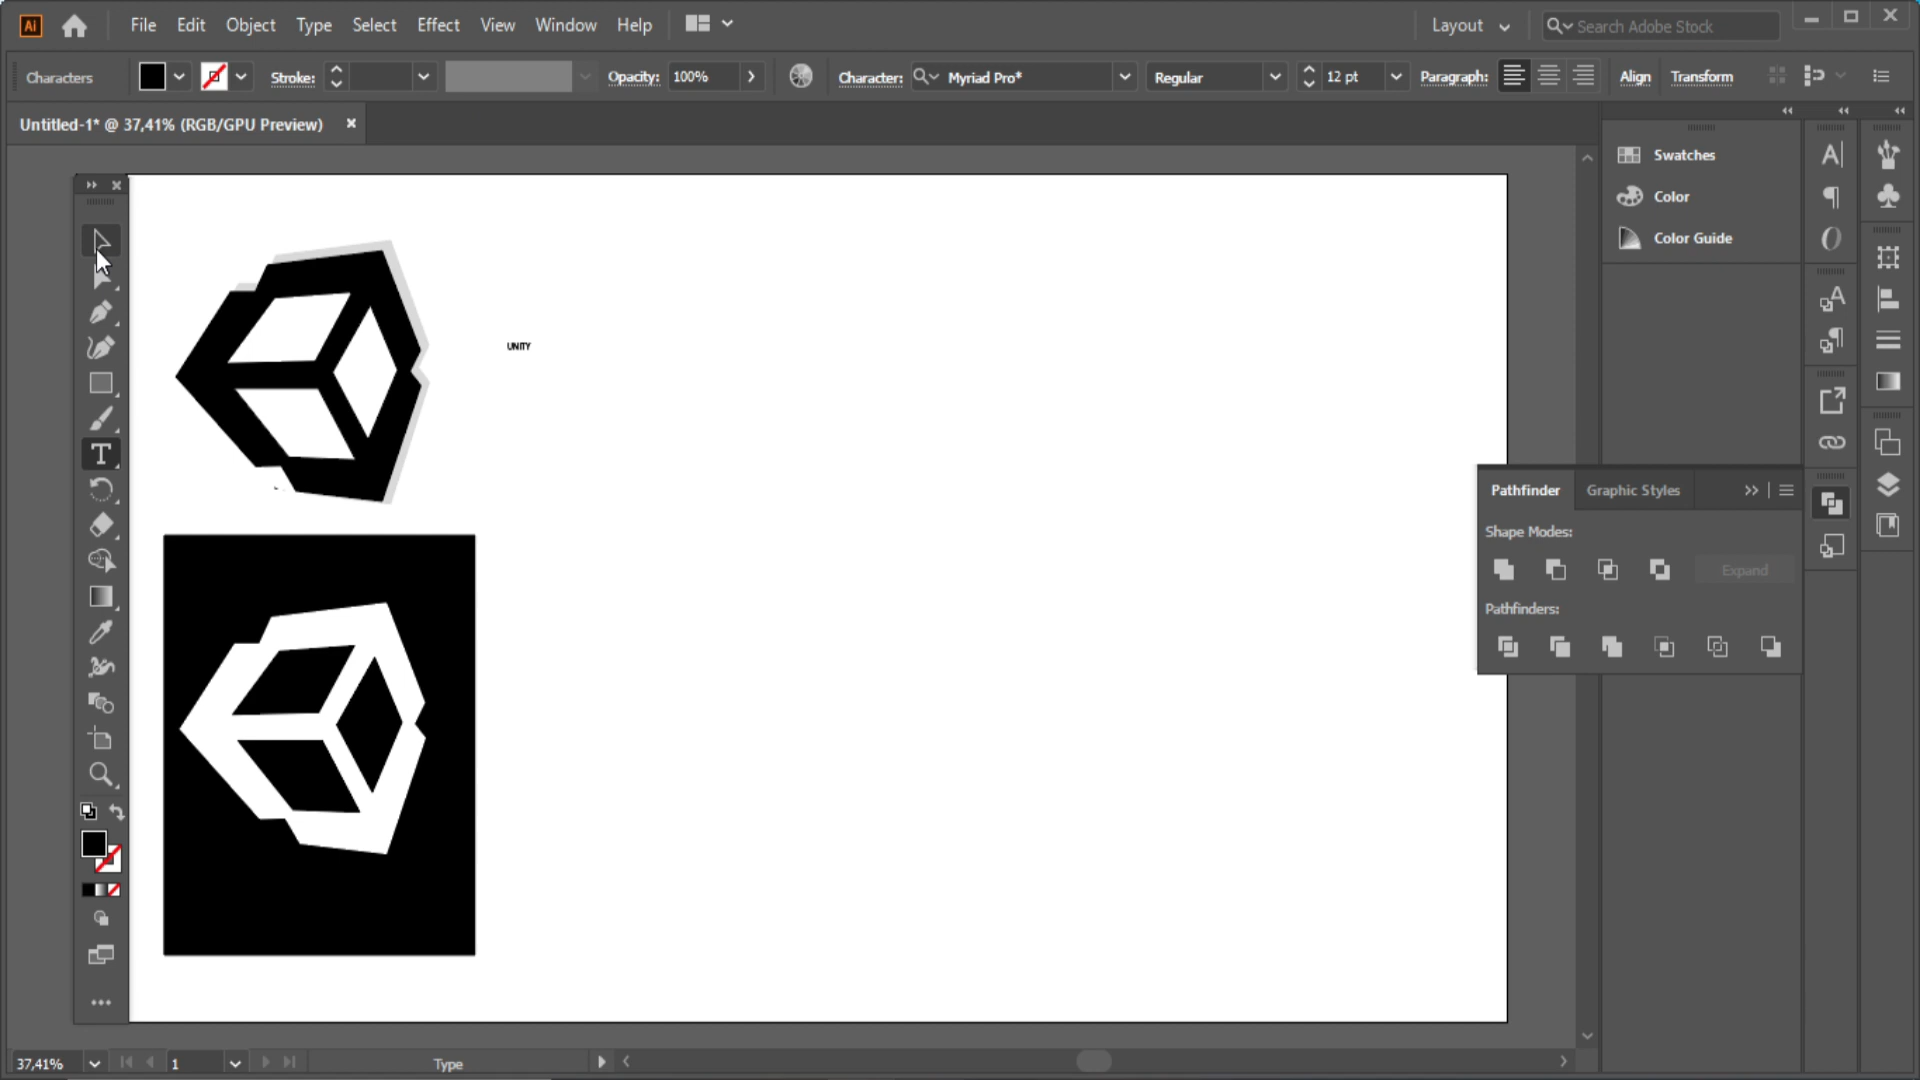 Ai File Edit Object Type Select Effect View Window Help Layout Search Adobe Stock
Characters Stroke: Opacity: 100% Character: Myriad Pro* Regular 12 pt Paragraph: Align Transform
Untitled-1* @ 37,41% (RGB/GPU Preview)
Swatches
Color
Color Guide
UNITY
Pathfinder Graphic Styles
Shape Modes:
Expand
Pathfinders:
37,41% 1 Type